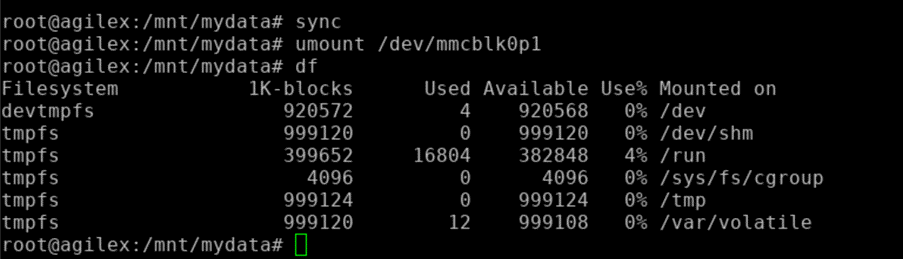 root@agilex:/mnt/mydata# sync
root@agilex:/mnt/mydata# umount /dev/mmcblk0p1
root@agilex:/mnt/mydata# df
Filesystem 1K-blocks Used Available Use% Mounted on
devtmpfs 920572 4 920568 0% /dev
tmpfs 999120 0 999120 0% /dev/shm
tmpfs 399652 16804 382848 4% /run
tmpfs 4096 0 4096 0% /sys/fs/cgroup
tmpfs 999124 0 999124 0% /tmp
tmpfs 999120 12 999108 0% /var/volatile
root@agilex:/mnt/mydata#